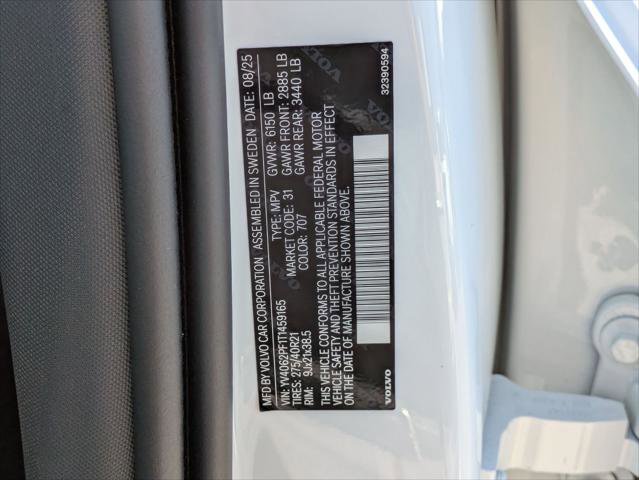 MFD BY VOLVO CAR CORPORATION ASSEMBLED IN SWEDEN DATE: 08/25
VIN: YV4062PF1T1459165 TYPE: MPV GVWR: 6150 LB
TIRES: 275/40R21 MARKET CODE: 31 GAWR FRONT: 2885 LB
RIM: 9Jx21x38.5 COLOR: 707 GAWR REAR: 3440 LB
THIS VEHICLE CONFORMS TO ALL APPLICABLE FEDERAL MOTOR
VEHICLE SAFETY AND THEFT PREVENTION STANDARDS IN EFFECT
ON THE DATE OF MANUFACTURE SHOWN ABOVE.
VOLVO 32390594